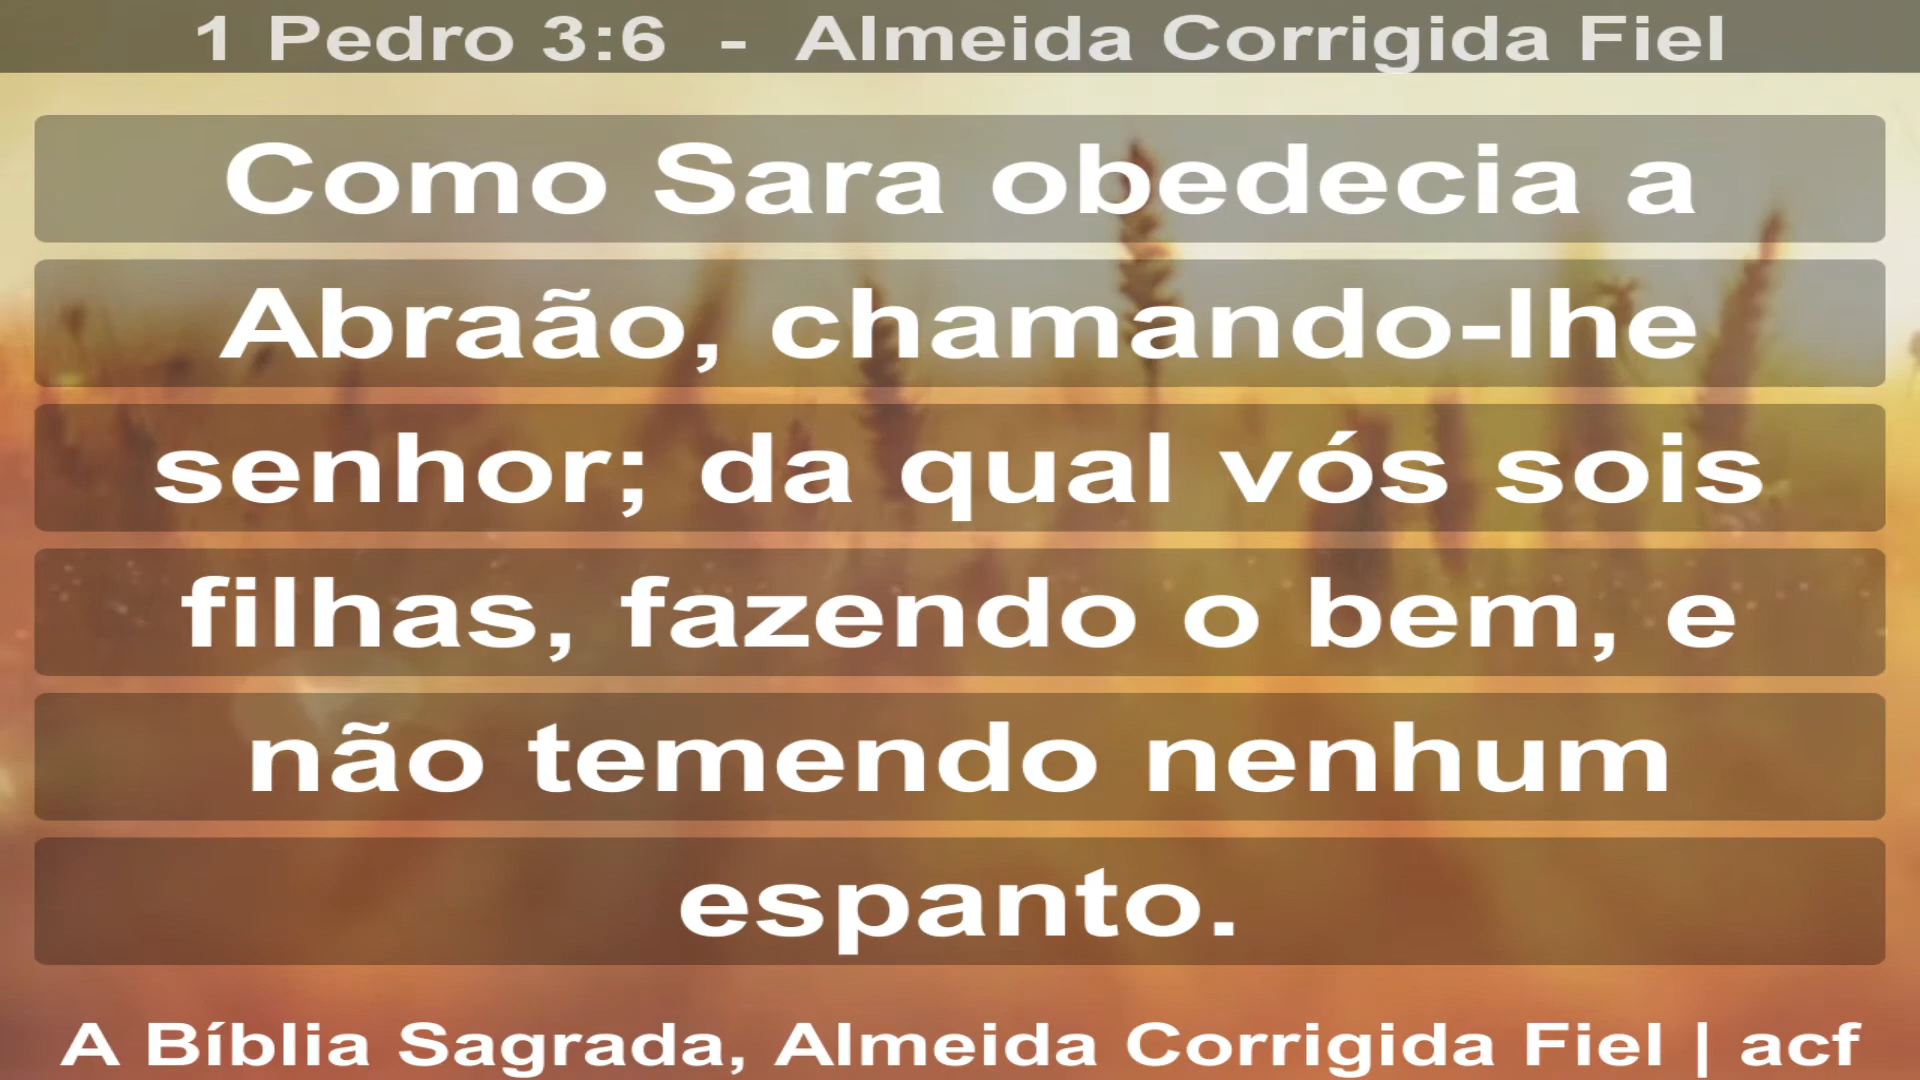 1 Pedro 3:6 - Almeida Corrigida Fiel
Como Sara obedecia a
Abraão, chamando-lhe
senhor; da qual vós sois
filhas, fazendo o bem, e
não temendo nenhum
espanto.
A Bíblia Sagrada, Almeida Corrigida Fiel | acf